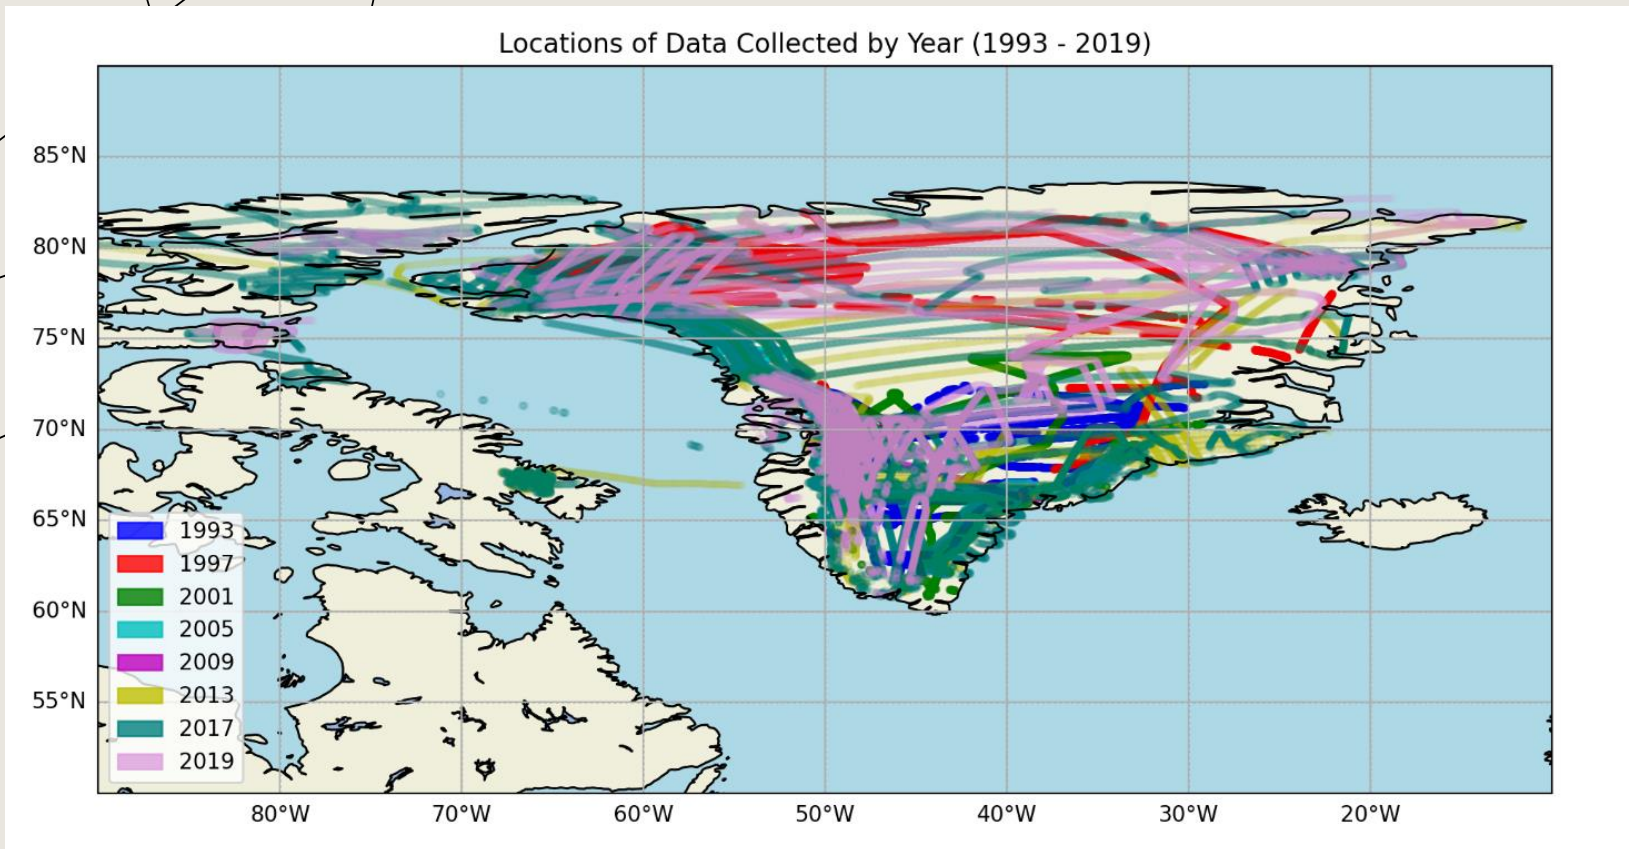 Locations of Data Collected by Year (1993 - 2019)
85°N
80°N
75°N
70°N
65°N
60°N
55°N
1993
1997
2001
2005
2009
2013
2017
2019
80°W
70°W
60°W
50°W
40°W
30°W
20°W